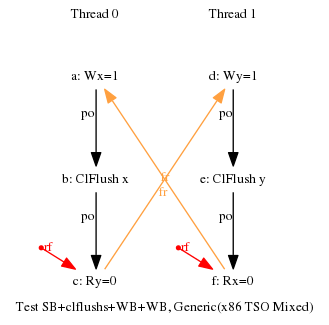 Thread 0 Thread 1
a: Wx=1 d: Wy=1
po po
b: ClFlush x fr e: ClFlush y
fr
po po
rf rf
c: Ry=0 f: Rx=0
Test SB+clflushs+WB+WB, Generic(x86 TSO Mixed)